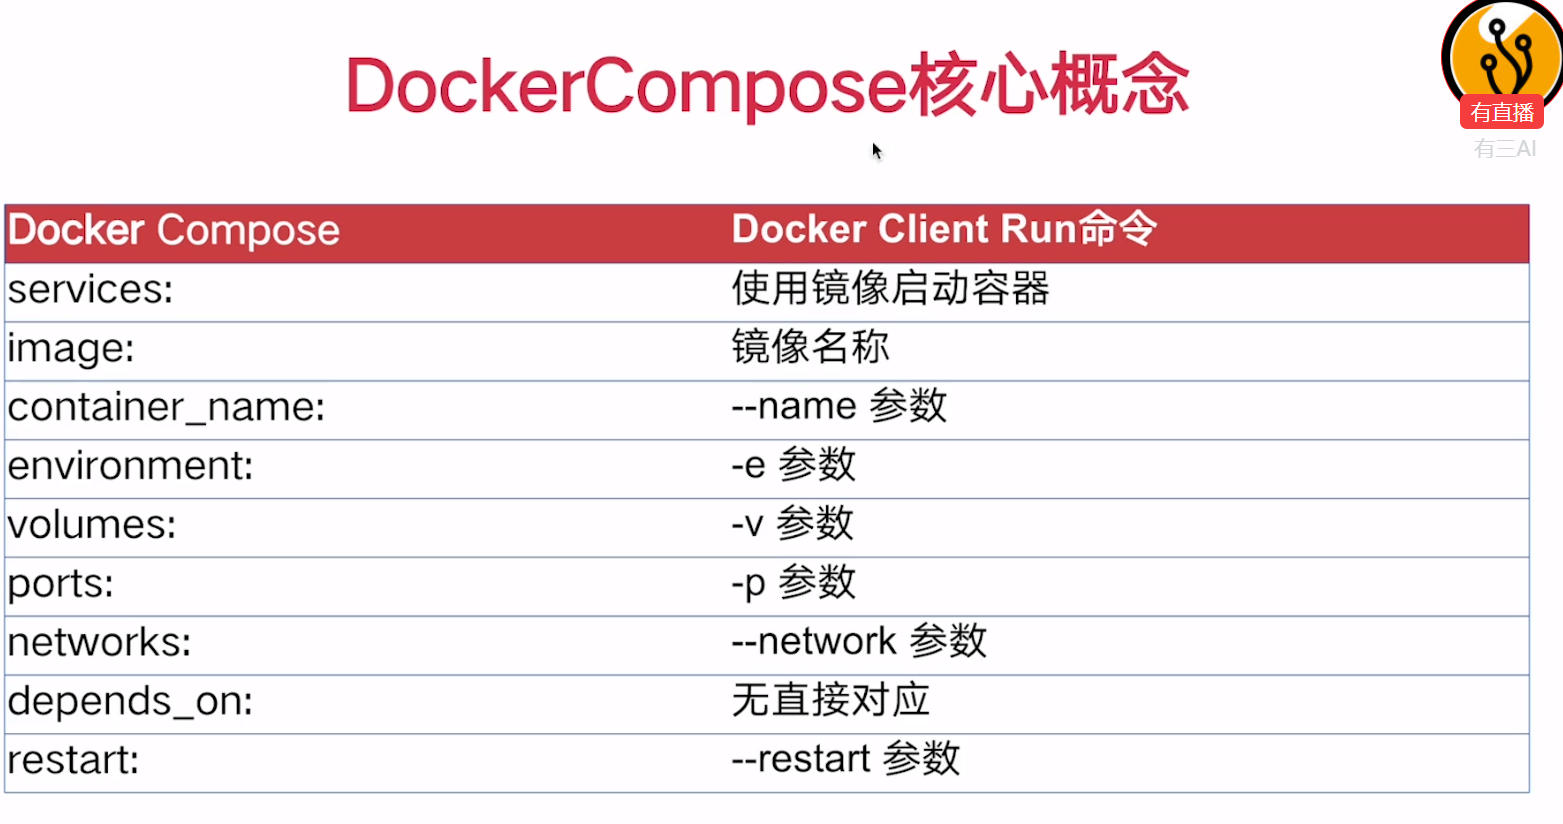 DockerCompose核心概念
有直播
有三AI
Docker Compose Docker Client Run命令
services: 使用镜像启动容器
image: 镜像名称
container_name: --name 参数
environment: -e 参数
volumes: -v 参数
ports: -p 参数
networks: --network 参数
depends_on: 无直接对应
restart: --restart 参数